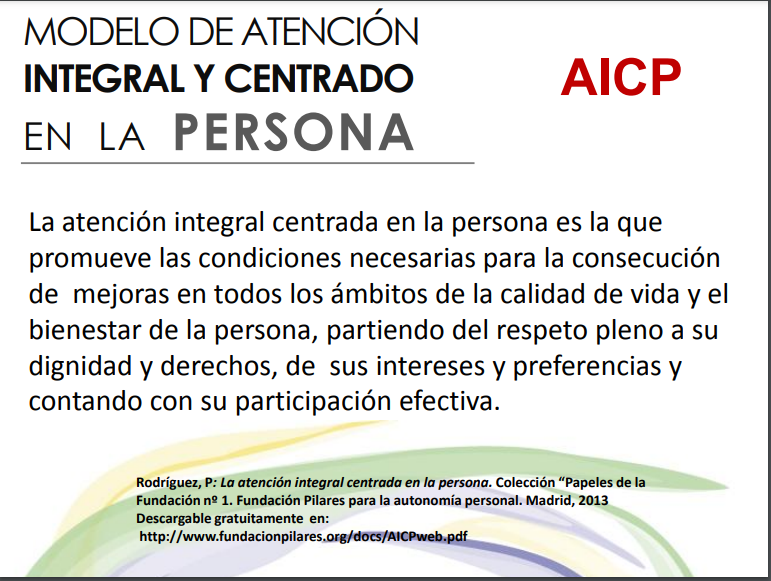 MODELO DE ATENCIÓN
INTEGRAL Y CENTRADO
EN LA PERSONA
AICP
La atención integral centrada en la persona es la que
promueve las condiciones necesarias para la consecución
de mejoras en todos los ámbitos de la calidad de vida y el
bienestar de la persona, partiendo del respeto pleno a su
dignidad y derechos, de sus intereses y preferencias y
contando con su participación efectiva.
Rodríguez, P: La atención integral centrada en la persona. Colección “Papeles de la
Fundación nº 1. Fundación Pilares para la autonomía personal. Madrid, 2013
Descargable gratuitamente en:
http://www.fundacionpilares.org/docs/AICPweb.pdf